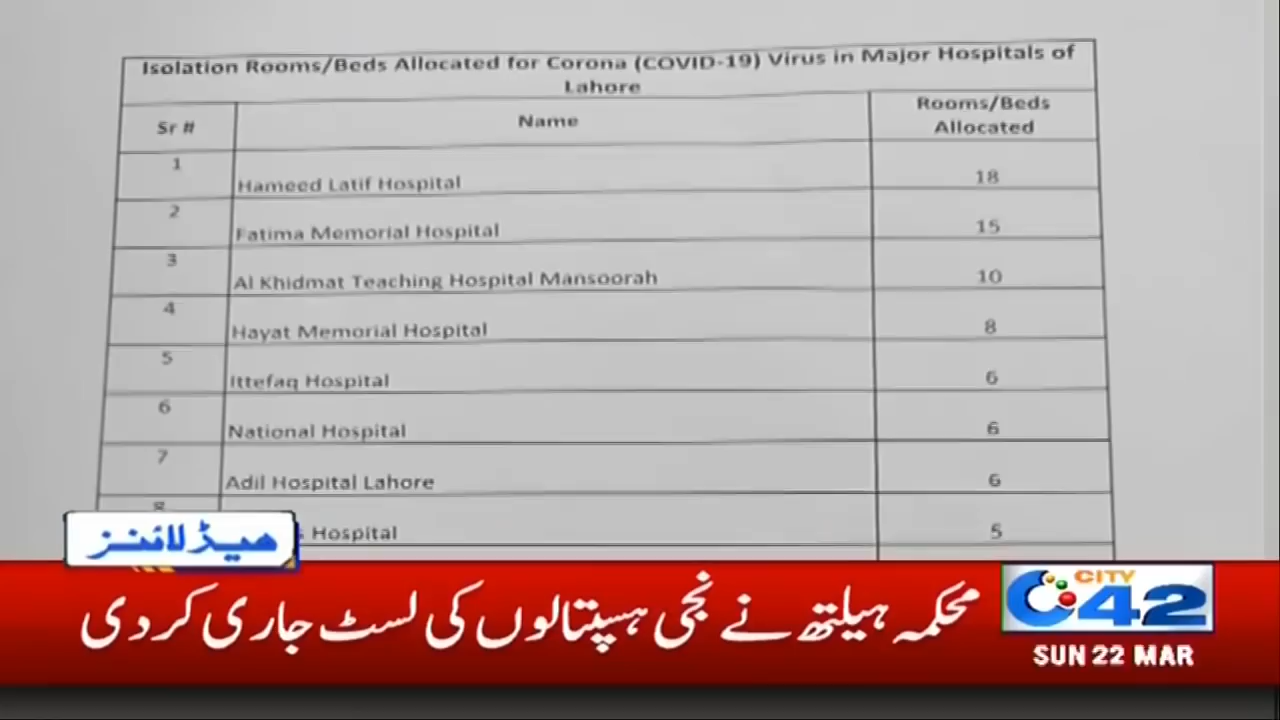 Isolation Rooms/Beds Allocated for Corona (COVID-19) Virus in Major Hospitals of
Lahore
Sr # Name Rooms/Beds Allocated
1 Hameed Latif Hospital 18
2 Fatima Memorial Hospital 15
3 Al Khidmat Teaching Hospital Mansoorah 10
4 Hayat Memorial Hospital 8
5 Ittefaq Hospital 6
6 National Hospital 6
7 Adil Hospital Lahore 6
8 Hospital 5
ہیڈلائنز
محکمہ ہیلتھ نے نجی ہسپتالوں کی لسٹ جاری کردی
CITY
42
SUN 22 MAR